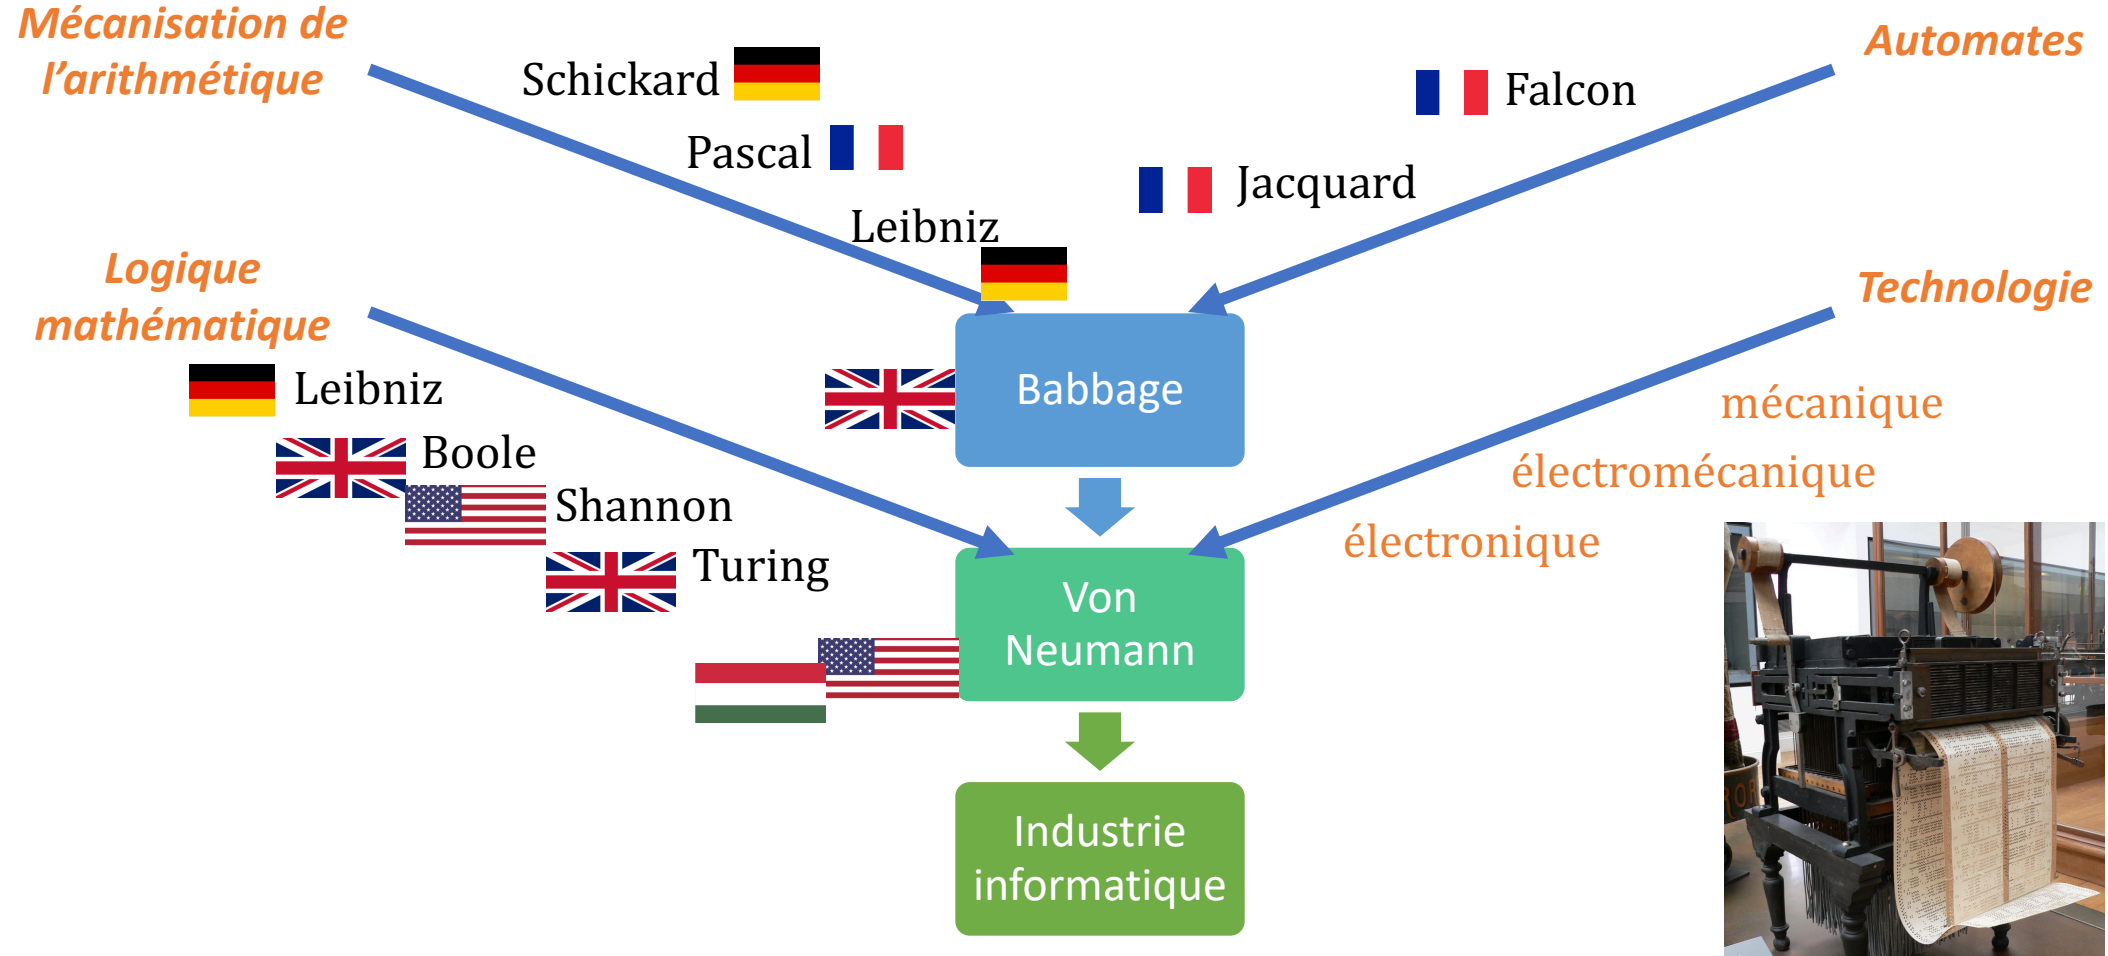 Mécanisation de
l'arithmétique
Automates
Schickard
Falcon
Pascal
Jacquard
Leibniz
Logique
mathématique
Technologie
Leibniz
Babbage
mécanique
Boole
électromécanique
Shannon
électronique
Turing
Von
Neumann
Industrie
informatique